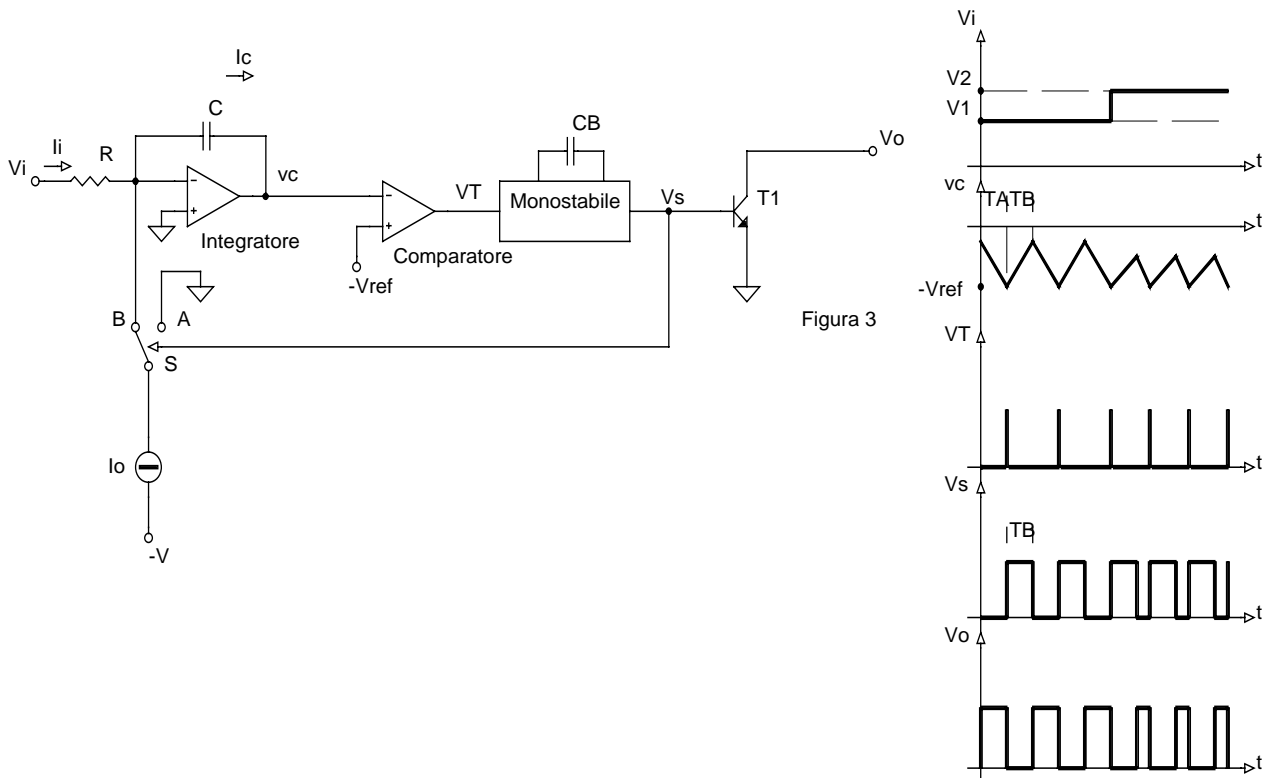 Ic
C
CB
Ii
R
Vi
vc
VT
Monostabile
Vs
T1
Vo
-
+
Integratore
-
+
Comparatore
-Vref
B
A
S
Figura 3
Io
-V
Vi
V2
V1
t
vc
TA
TB
t
-Vref
VT
t
Vs
TB
t
Vo
t